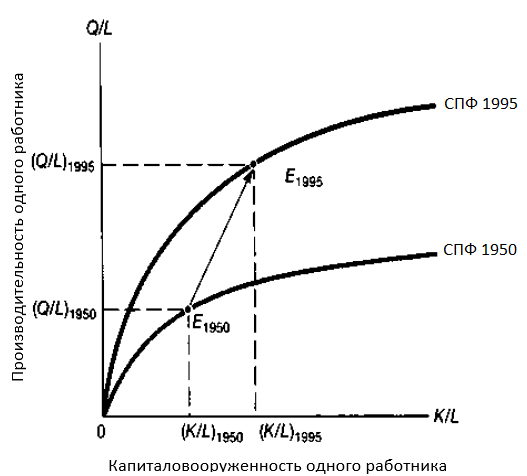 Q/L
Производительность одного работника
СПФ 1995
(Q/L)1995
E1995
СПФ 1950
(Q/L)1950
E1950
0
(K/L)1950
(K/L)1995
K/L
Капиталовооруженность одного работника